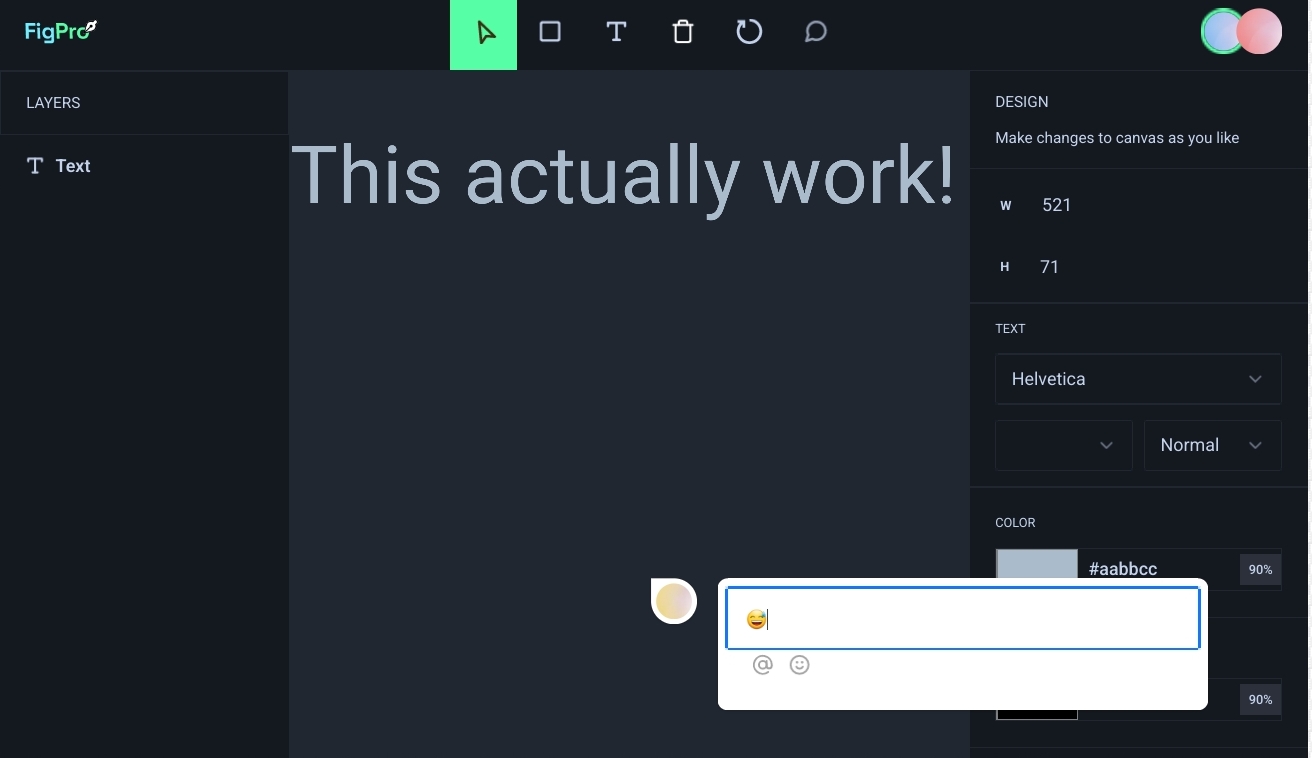 FigPro
LAYERS
Text
This actually work!
DESIGN
Make changes to canvas as you like
W 521
H 71
TEXT
Helvetica
Normal
COLOR
#aabbcc 90%
😅
@
90%